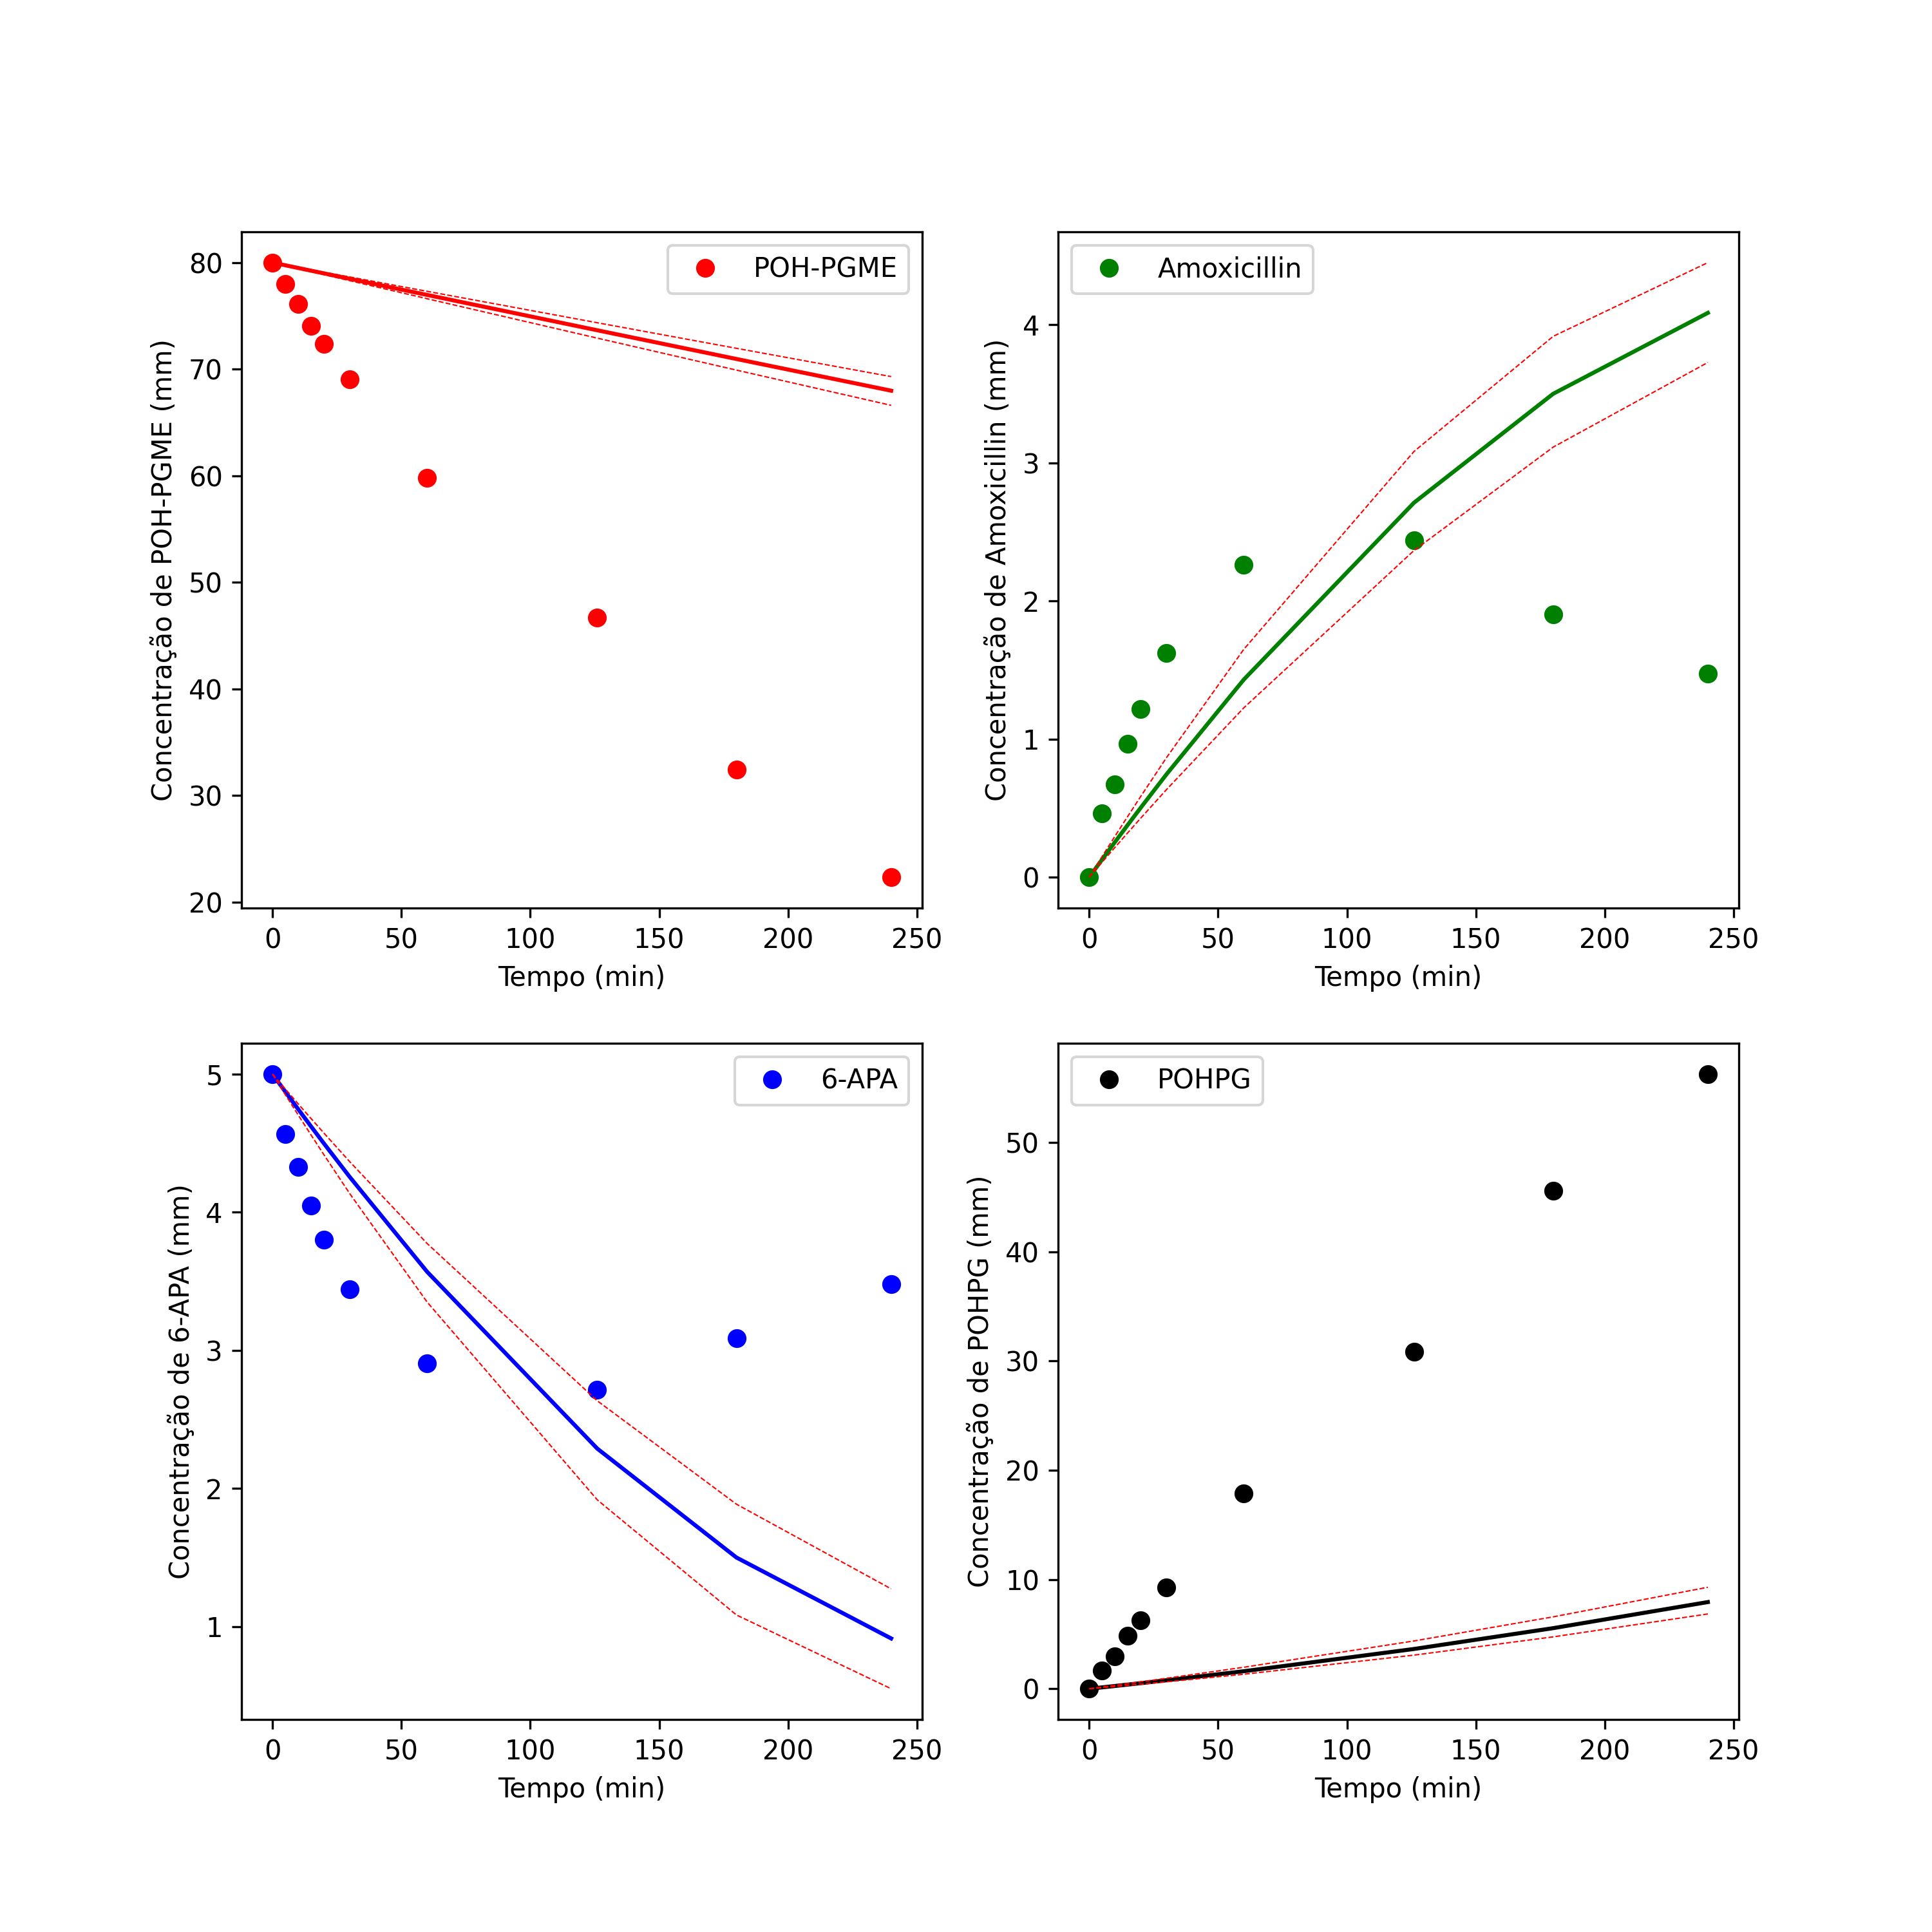 POH-PGME
Concentração de POH-PGME (mm)
80
70
60
50
40
30
20
0 50 100 150 200 250
Tempo (min)
Amoxicillin
Concentração de Amoxicillin (mm)
4
3
2
1
0
0 50 100 150 200 250
Tempo (min)
6-APA
Concentração de 6-APA (mm)
5
4
3
2
1
0 50 100 150 200 250
Tempo (min)
POHPG
Concentração de POHPG (mm)
50
40
30
20
10
0
0 50 100 150 200 250
Tempo (min)